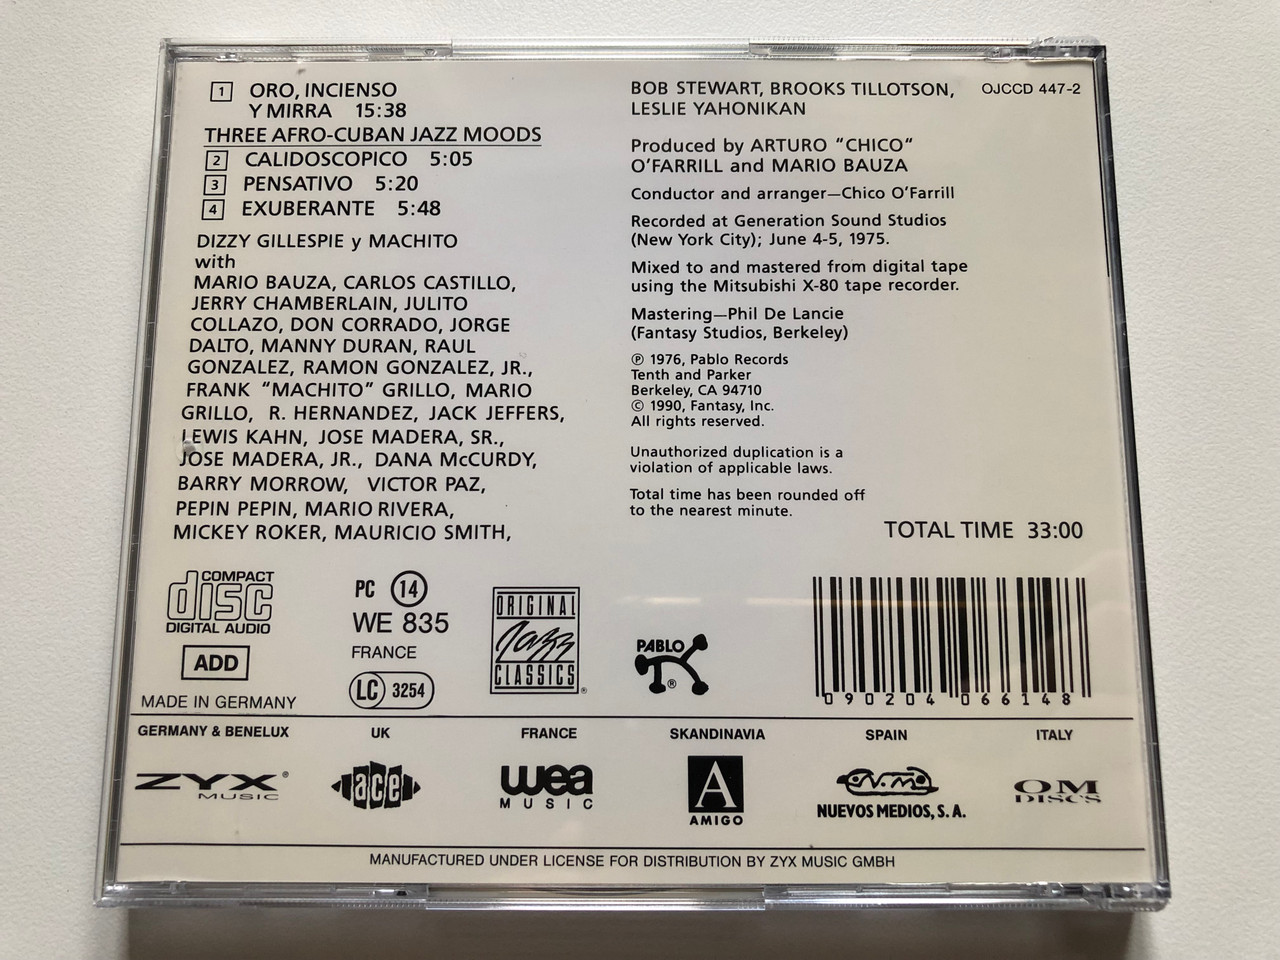 1 ORO, INCIENSO
Y MIRRA 15:38
THREE AFRO-CUBAN JAZZ MOODS
2 CALIDOSCOPICO 5:05
3 PENSATIVO 5:20
4 EXUBERANTE 5:48
DIZZY GILLESPIE y MACHITO
with
MARIO BAUZA, CARLOS CASTILLO,
JERRY CHAMBERLAIN, JULITO
COLLAZO, DON CORRADO, JORGE
DALTO, MANNY DURAN, RAUL
GONZALEZ, RAMON GONZALEZ, JR.,
FRANK “MACHITO” GRILLO, MARIO
GRILLO, R. HERNANDEZ, JACK JEFFERS,
LEWIS KAHN, JOSE MADERA, SR.,
JOSE MADERA, JR., DANA McCURDY,
BARRY MORROW, VICTOR PAZ,
PEPIN PEPIN, MARIO RIVERA,
MICKEY ROKER, MAURICIO SMITH,
BOB STEWART, BROOKS TILLOTSON,
LESLIE YAHONIKAN
OJCCD 447-2
Produced by ARTURO “CHICO“
O’FARRILL and MARIO BAUZA
Conductor and arranger—Chico O’Farrill
Recorded at Generation Sound Studios
(New York City); June 4-5, 1975.
Mixed to and mastered from digital tape
using the Mitsubishi X-80 tape recorder.
Mastering—Phil De Lancie
(Fantasy Studios, Berkeley)
℗ 1976, Pablo Records
Tenth and Parker
Berkeley, CA 94710
© 1990, Fantasy, Inc.
All rights reserved.
Unauthorized duplication is a
violation of applicable laws.
Total time has been rounded off
to the nearest minute.
TOTAL TIME 33:00
COMPACT
disc
DIGITAL AUDIO
ADD
MADE IN GERMANY
PC 14
WE 835
FRANCE
LC 3254
ORIGINAL
Jazz
CLASSICS®
PABLO
®
090204 066148
GERMANY & BENELUX
UK
FRANCE
SKANDINAVIA
SPAIN
ITALY
ZYX®
MUSIC
ace
wea
MUSIC
A
AMIGO
N.M.
NUEVOS MEDIOS, S. A.
OM
DISCS
MANUFACTURED UNDER LICENSE FOR DISTRIBUTION BY ZYX MUSIC GMBH